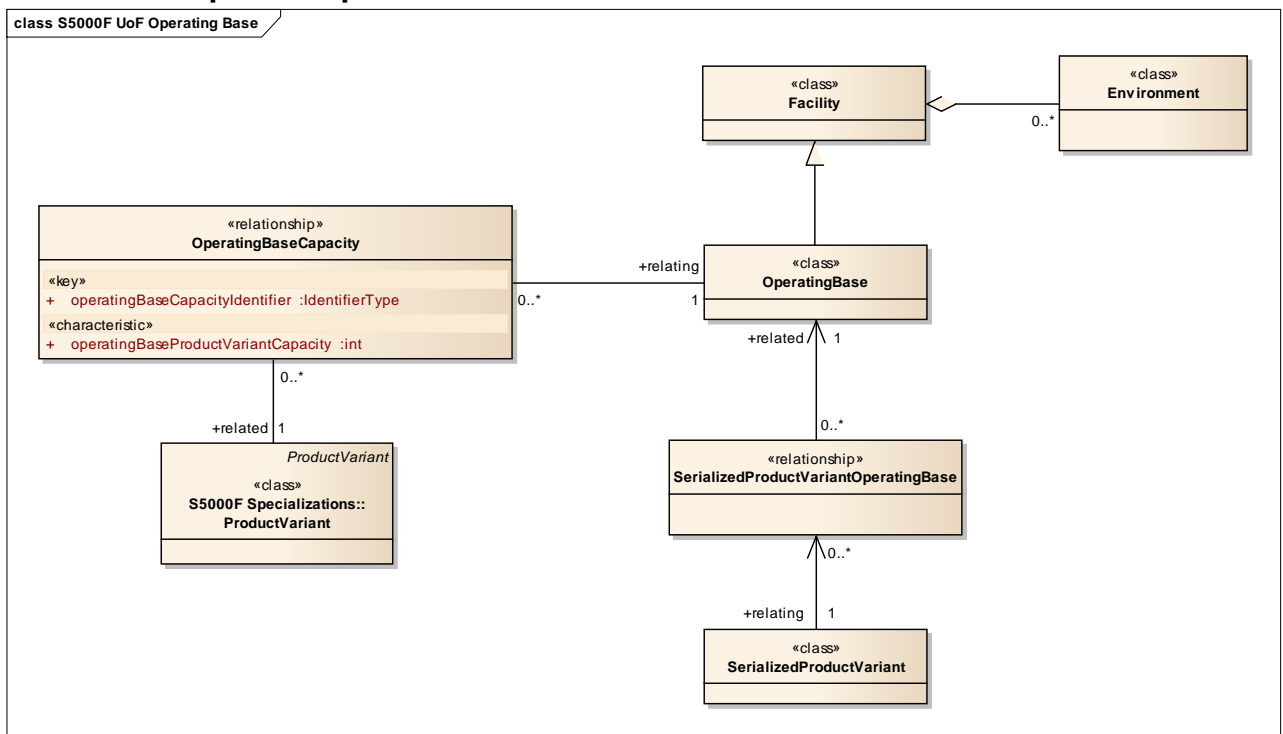 class S5000F UoF Operating Base
«class»
Facility
«class»
Environment
0..*
«relationship»
OperatingBaseCapacity
«key»
+ operatingBaseCapacityIdentifier :IdentifierType
«characteristic»
+ operatingBaseProductVariantCapacity :int
0..*
+relating
1
«class»
OperatingBase
+related 1
0..*
+related 1
ProductVariant
«class»
S5000F Specializations::
ProductVariant
0..*
«relationship»
SerializedProductVariantOperatingBase
0..*
+relating 1
«class»
SerializedProductVariant